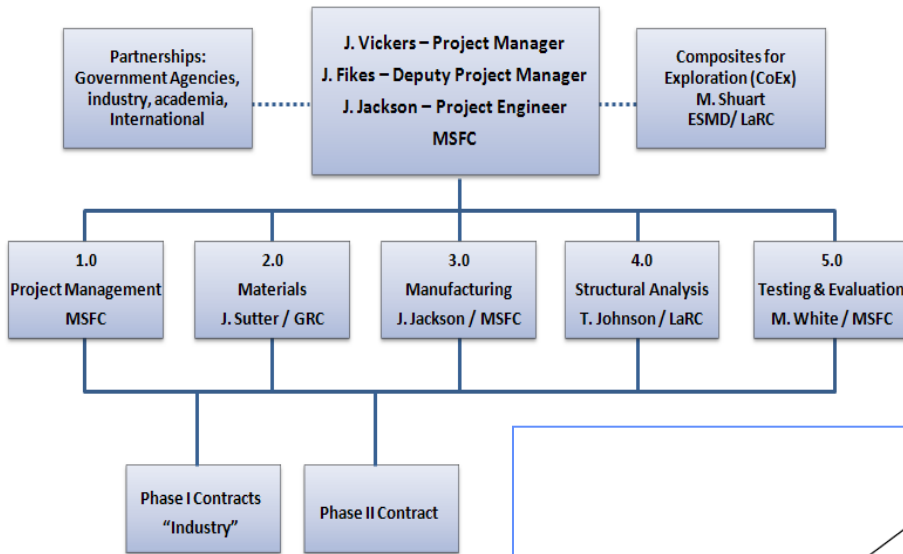 Partnerships:
Government Agencies,
industry, academia,
International
J. Vickers – Project Manager
J. Fikes – Deputy Project Manager
J. Jackson – Project Engineer
MSFC
Composites for
Exploration (CoEx)
M. Shuart
ESMD/ LaRC
1.0
Project Management
MSFC
2.0
Materials
J. Sutter / GRC
3.0
Manufacturing
J. Jackson / MSFC
4.0
Structural Analysis
T. Johnson / LaRC
5.0
Testing & Evaluation
M. White / MSFC
Phase I Contracts
“Industry”
Phase II Contract